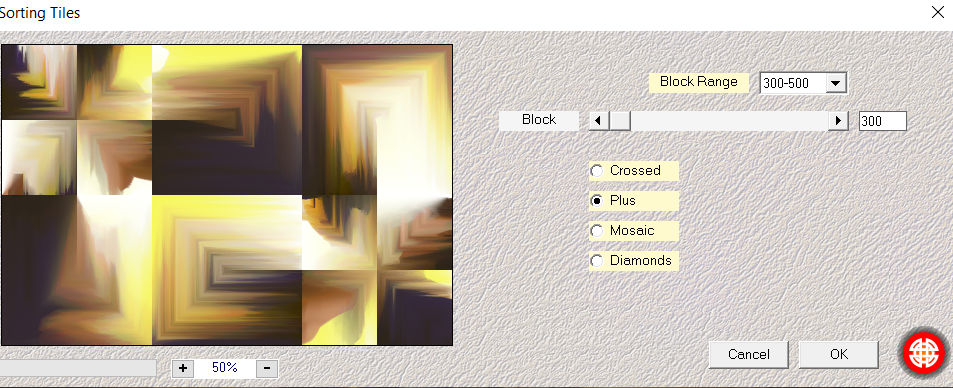 Sorting Tiles
Block Range 300-500
Block 300
Crossed
Plus
Mosaic
Diamonds
Cancel OK
+ 50% -